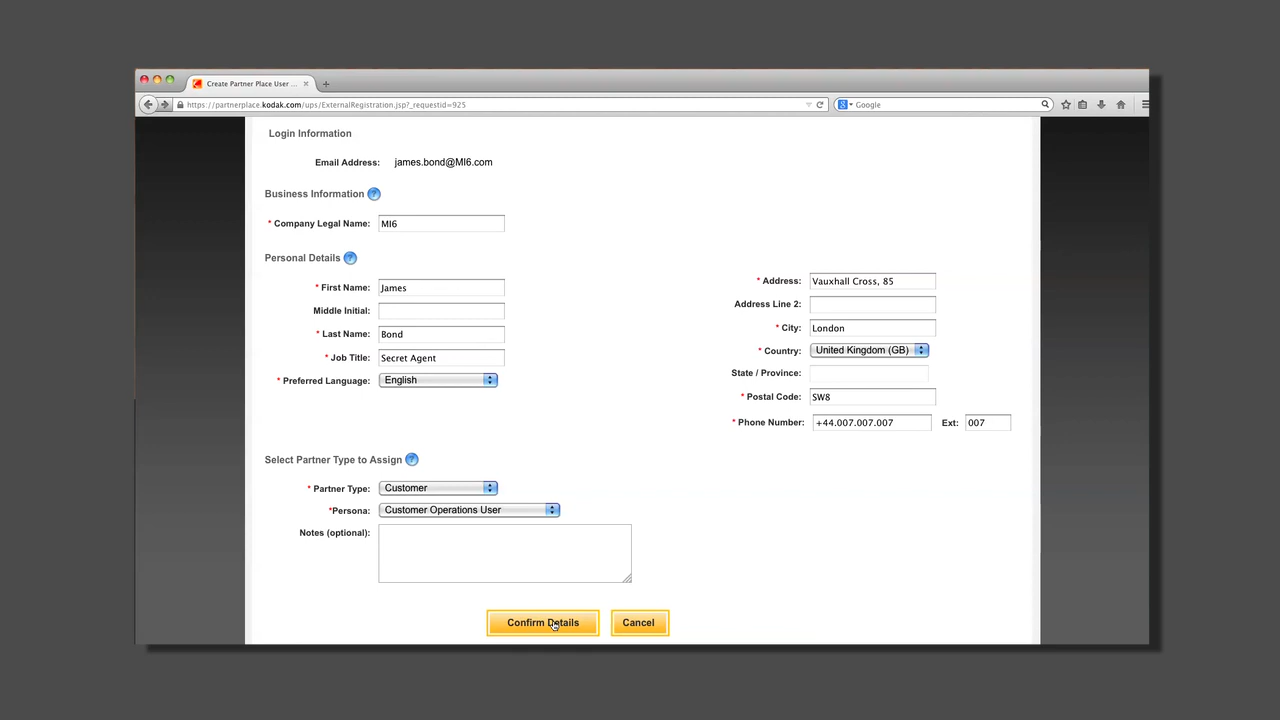 Create Partner Place User ...
https://partnerplace.kodak.com/ups/ExternalRegistration.jsp?_requestid=925
Google
Login Information
Email Address: james.bond@MI6.com
Business Information ?
* Company Legal Name: MI6
Personal Details ?
* First Name: James
Middle Initial:
* Last Name: Bond
* Job Title: Secret Agent
* Preferred Language: English
* Address: Vauxhall Cross, 85
Address Line 2:
* City: London
* Country: United Kingdom (GB)
State / Province:
* Postal Code: SW8
* Phone Number: +44.007.007.007 Ext: 007
Select Partner Type to Assign ?
* Partner Type: Customer
*Persona: Customer Operations User
Notes (optional):
Confirm Details Cancel